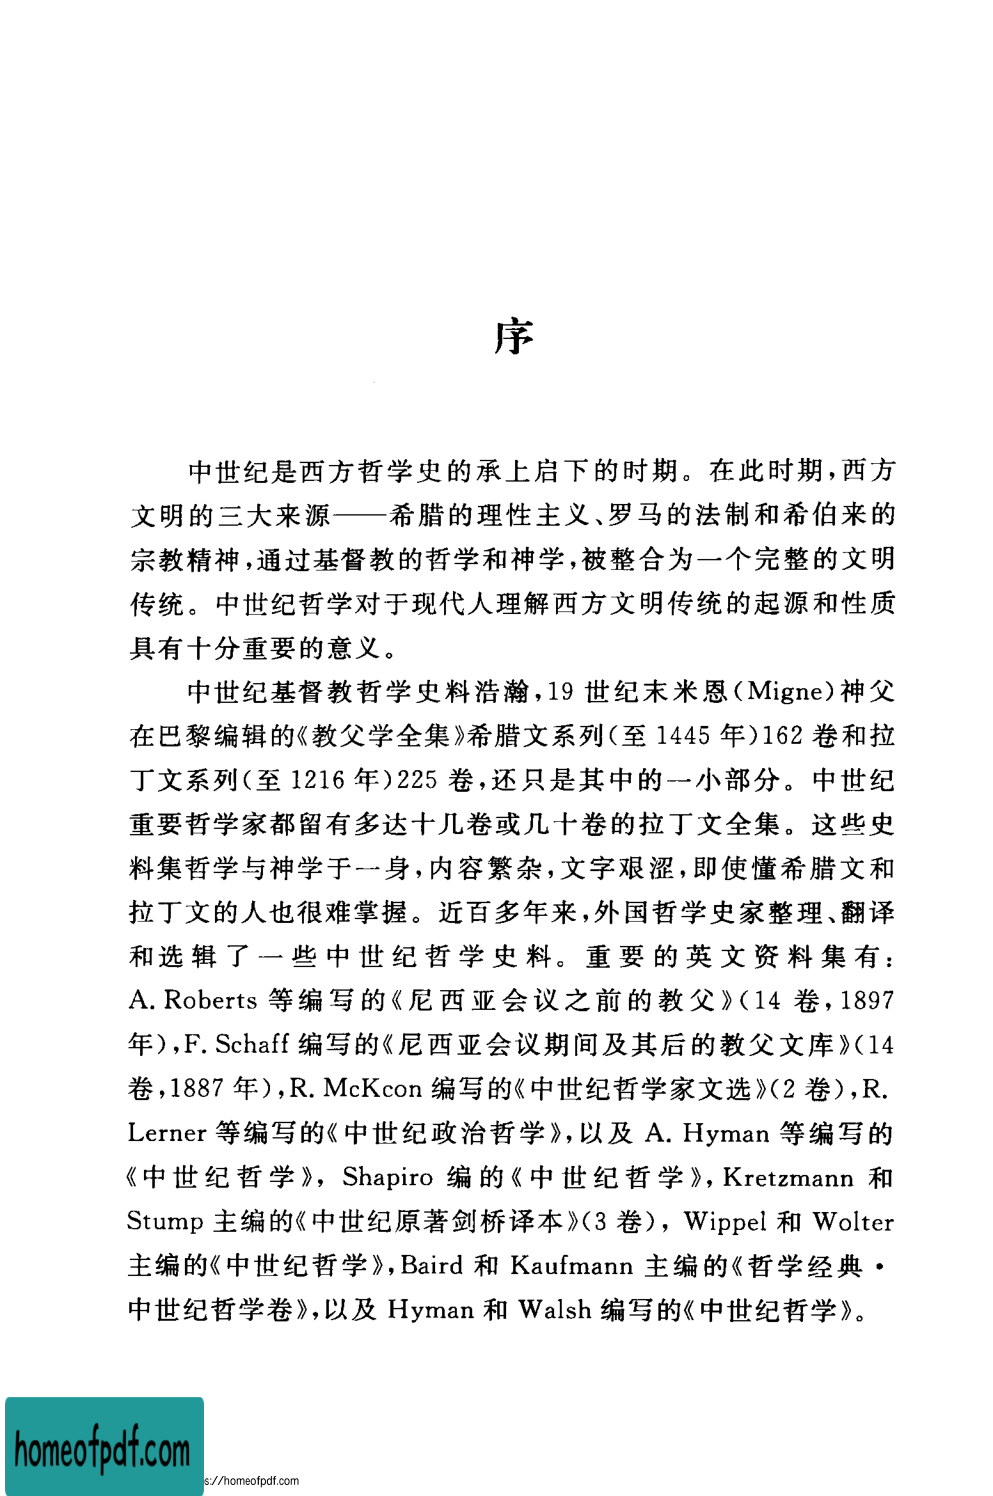 序
中世纪是西方哲学史的承上启下的时期。在此时期,西方
文明的三大来源——希腊的理性主义、罗马的法制和希伯来的
宗教精神,通过基督教的哲学和神学,被整合为一个完整的文明
传统。中世纪哲学对于现代人理解西方文明传统的起源和性质
具有十分重要的意义。
中世纪基督教哲学史料浩瀚,19 世纪末米恩(Migne)神父
在巴黎编辑的《教父学全集》希腊文系列(至 1445 年)162 卷和拉
丁文系列(至 1216 年)225 卷,还只是其中的一小部分。中世纪
重要哲学家都留有多达十几卷或几十卷的拉丁文全集。这些史
料集哲学与神学于一身,内容繁杂,文字艰涩,即使懂希腊文和
拉丁文的人也很难掌握。近百多年来,外国哲学史家整理、翻译
和选辑了一些中世纪哲学史料。重要的英文资料集有:
A. Roberts 等编写的《尼西亚会议之前的教父》(14 卷,1897
年),F. Schaff 编写的《尼西亚会议期间及其后的教父文库》(14
卷,1887 年),R. McKcon 编写的《中世纪哲学家文选》(2 卷),R.
Lerner 等编写的《中世纪政治哲学》,以及 A. Hyman 等编写的
《中世纪哲学》, Shapiro 编的《中世纪哲学》,Kretzmann 和
Stump 主编的《中世纪原著剑桥译本》(3 卷), Wippel 和 Wolter
主编的《中世纪哲学》,Baird 和 Kaufmann 主编的《哲学经典·
中世纪哲学卷》,以及 Hyman 和 Walsh 编写的《中世纪哲学》。
homeofpdf.com
s://homeofpdf.com